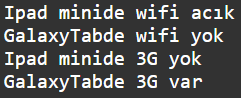 Ipad minide wifi acık
GalaxyTabde wifi yok
Ipad minide 3G yok
GalaxyTabde 3G var